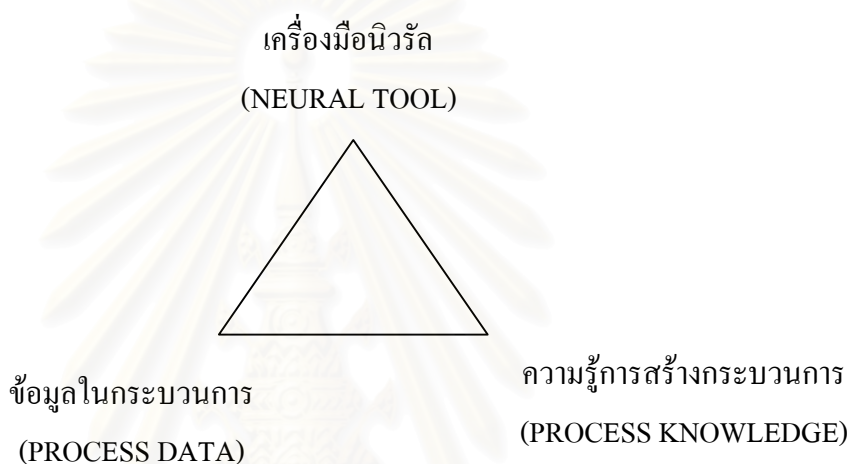 เครื่องมือนิวรัล
(NEURAL TOOL)
ข้อมูลในกระบวนการ
(PROCESS DATA)
ความรู้การสร้างกระบวนการ
(PROCESS KNOWLEDGE)